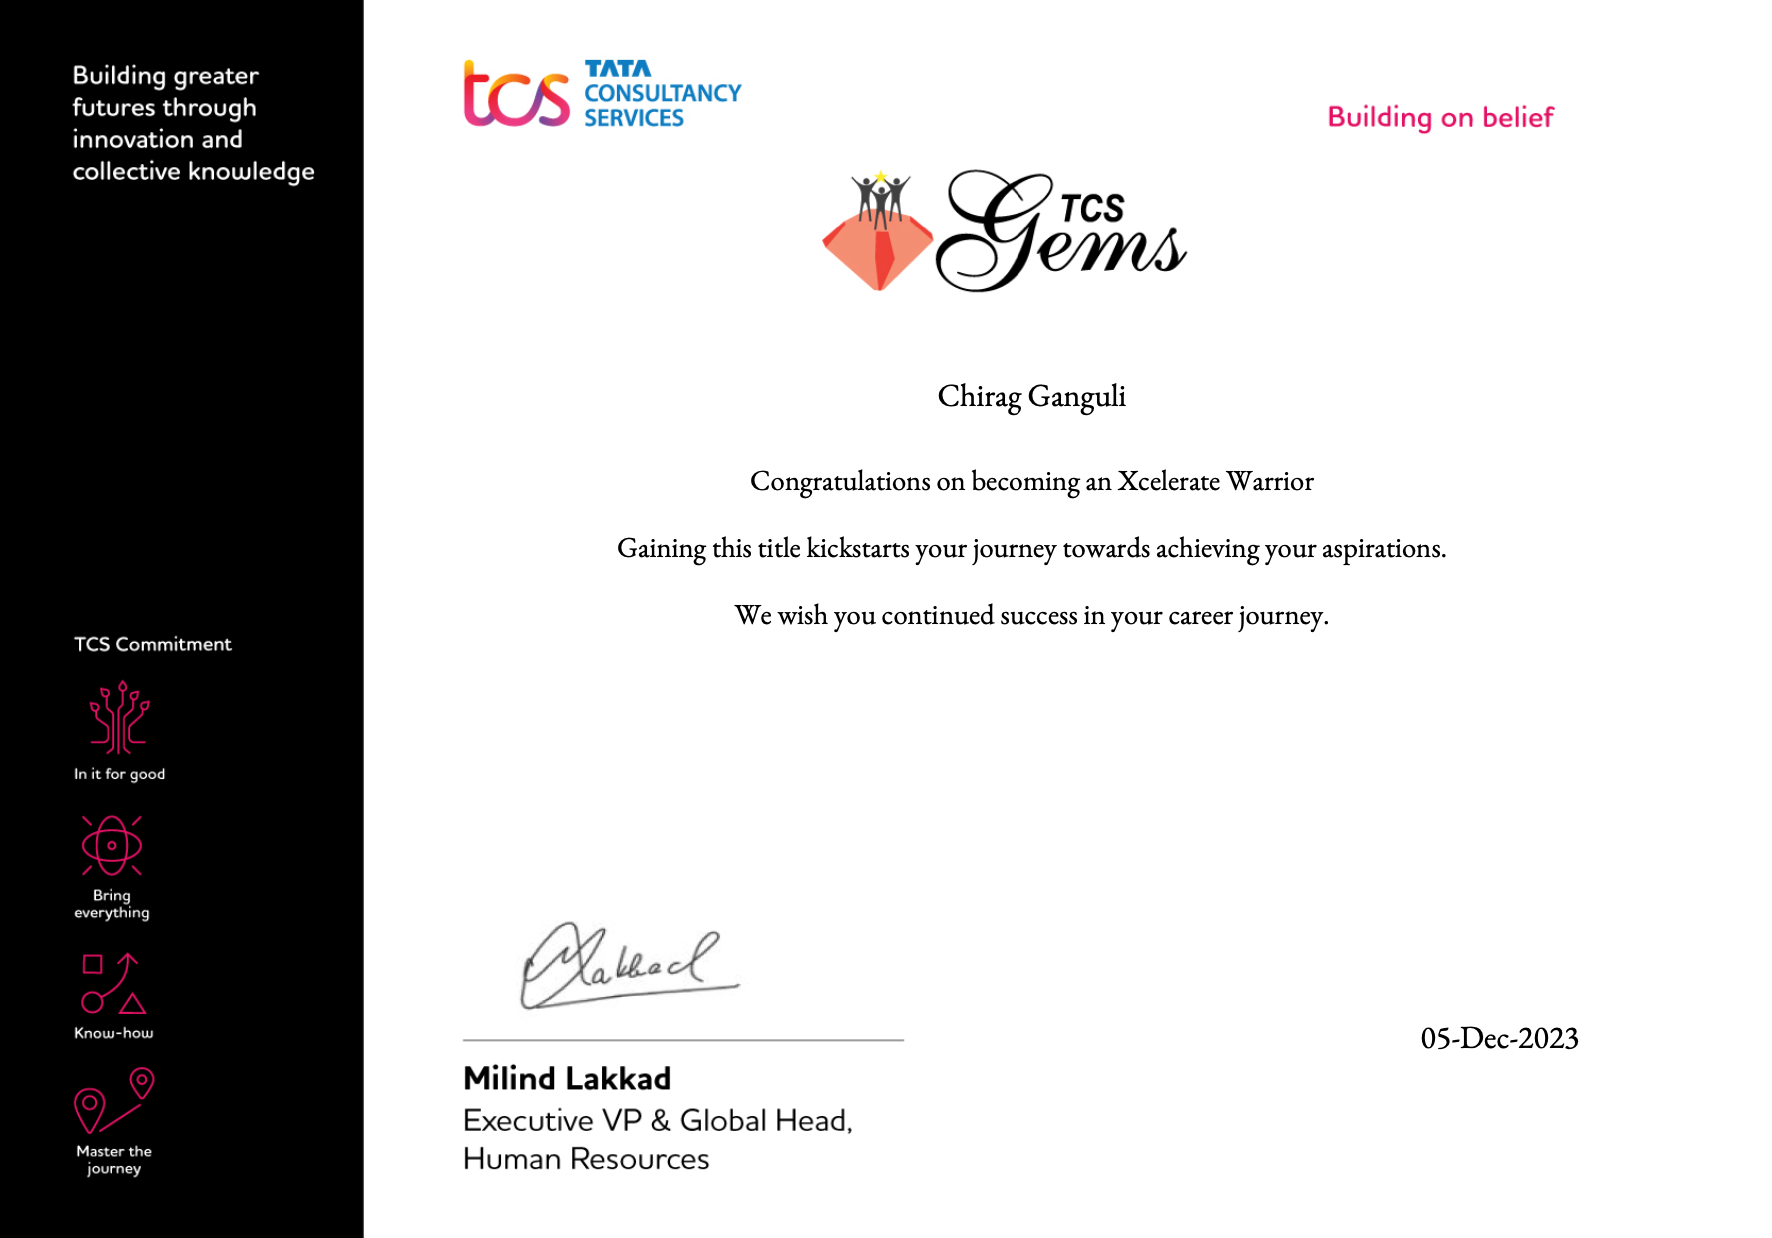 Building greater
futures through
innovation and
collective knowledge
TCS Commitment
In it for good
Bring
everything
Know-how
Master the
journey
tcs TATA
CONSULTANCY
SERVICES
Building on belief
TCS
Gems
Chirag Ganguli
Congratulations on becoming an Xcelerate Warrior
Gaining this title kickstarts your journey towards achieving your aspirations.
We wish you continued success in your career journey.
Lakkad
05-Dec-2023
Milind Lakkad
Executive VP & Global Head,
Human Resources